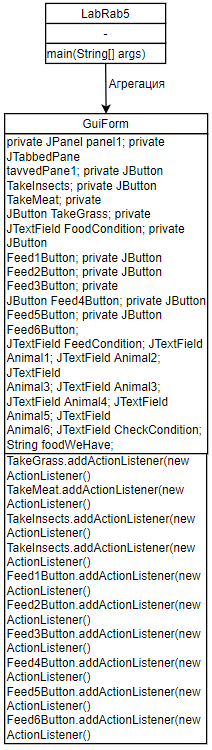 LabRab5
-
main(String[] args)
Агрегация
GuiForm
private JPanel panel1; private
JTabbedPane
tavvedPane1; private JButton
TakeInsects; private JButton
TakeMeat; private
JButton TakeGrass; private
JTextField FoodCondition; private
JButton
Feed1Button; private JButton
Feed2Button; private JButton
Feed3Button; private
JButton Feed4Button; private JButton
Feed5Button; private JButton
Feed6Button;
JTextField FeedCondition; JTextField
Animal1; JTextField Animal2;
JTextField
Animal3; JTextField Animal3;
JTextField Animal4; JTextField
Animal5; JTextField
Animal6; JTextField CheckCondition;
String foodWeHave;
TakeGrass.addActionListener(new
ActionListener()
TakeMeat.addActionListener(new
ActionListener()
TakeInsects.addActionListener(new
ActionListener()
TakeInsects.addActionListener(new
ActionListener()
Feed1Button.addActionListener(new
ActionListener()
Feed2Button.addActionListener(new
ActionListener()
Feed3Button.addActionListener(new
ActionListener()
Feed4Button.addActionListener(new
ActionListener()
Feed5Button.addActionListener(new
ActionListener()
Feed6Button.addActionListener(new
ActionListener()